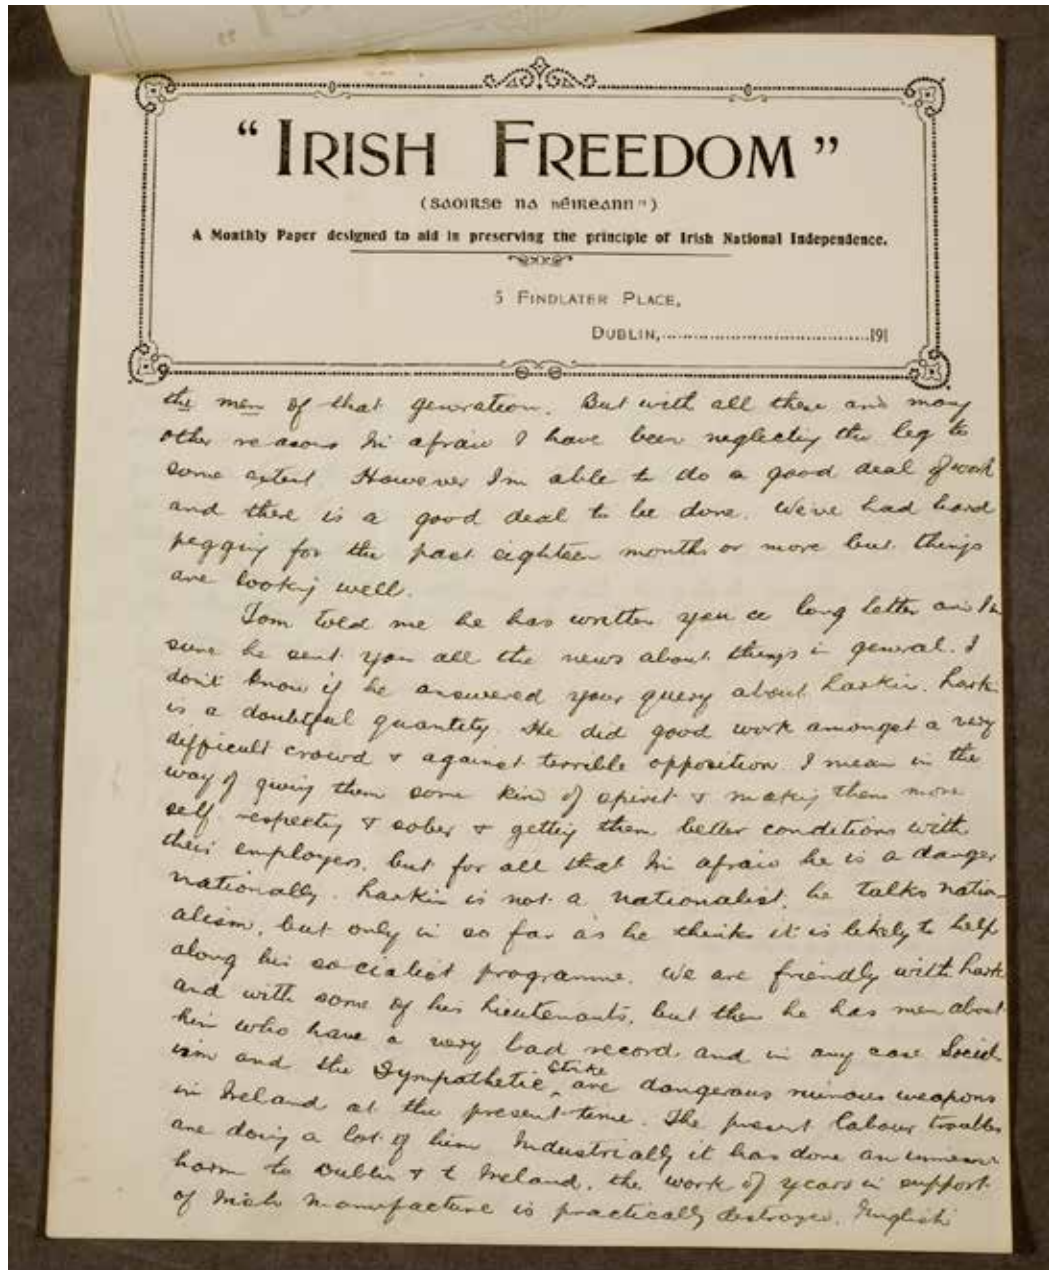 “IRISH FREEDOM”
(saoirse na hÉireann”)
A Monthly Paper designed to aid in preserving the principle of Irish National Independence.
5 FINDLATER PLACE,
DUBLIN,..............................191
the men of that generation. But with all these and many
other reasons I'm afraid I have been neglecting the leg to
some extent. However I'm able to do a good deal of work
and there is a good deal to be done. We've had hard
pegging for the past eighteen months or more but things
are looking well.
Tom told me he has written you a long letter and I'm
sure he sent you all the news about things in general. I
don't know if he answered your query about Larkin. Larkin
is a doubtful quantity. He did good work amongst a very
difficult crowd & against terrible opposition. I mean in the
way of giving them some kind of spirit & making them more
self respecting & sober & getting them better conditions with
their employers, but for all that I'm afraid he is a danger
nationally. Larkin is not a nationalist, he talks nation-
alism, but only in so far as he thinks it is likely to help
along his socialist programme. We are friendly with Lark
and with some of his lieutenants, but then he has men about
him who have a very bad record and in any case Social
ism and the Sympathetic strike are dangerous ruinous weapons
in Ireland at the present time. The present labour troubles
are doing a lot of Industrially it has done an immense
harm to Dublin & to Ireland, the work of years in support
of Irish manufacture is practically destroyed. English